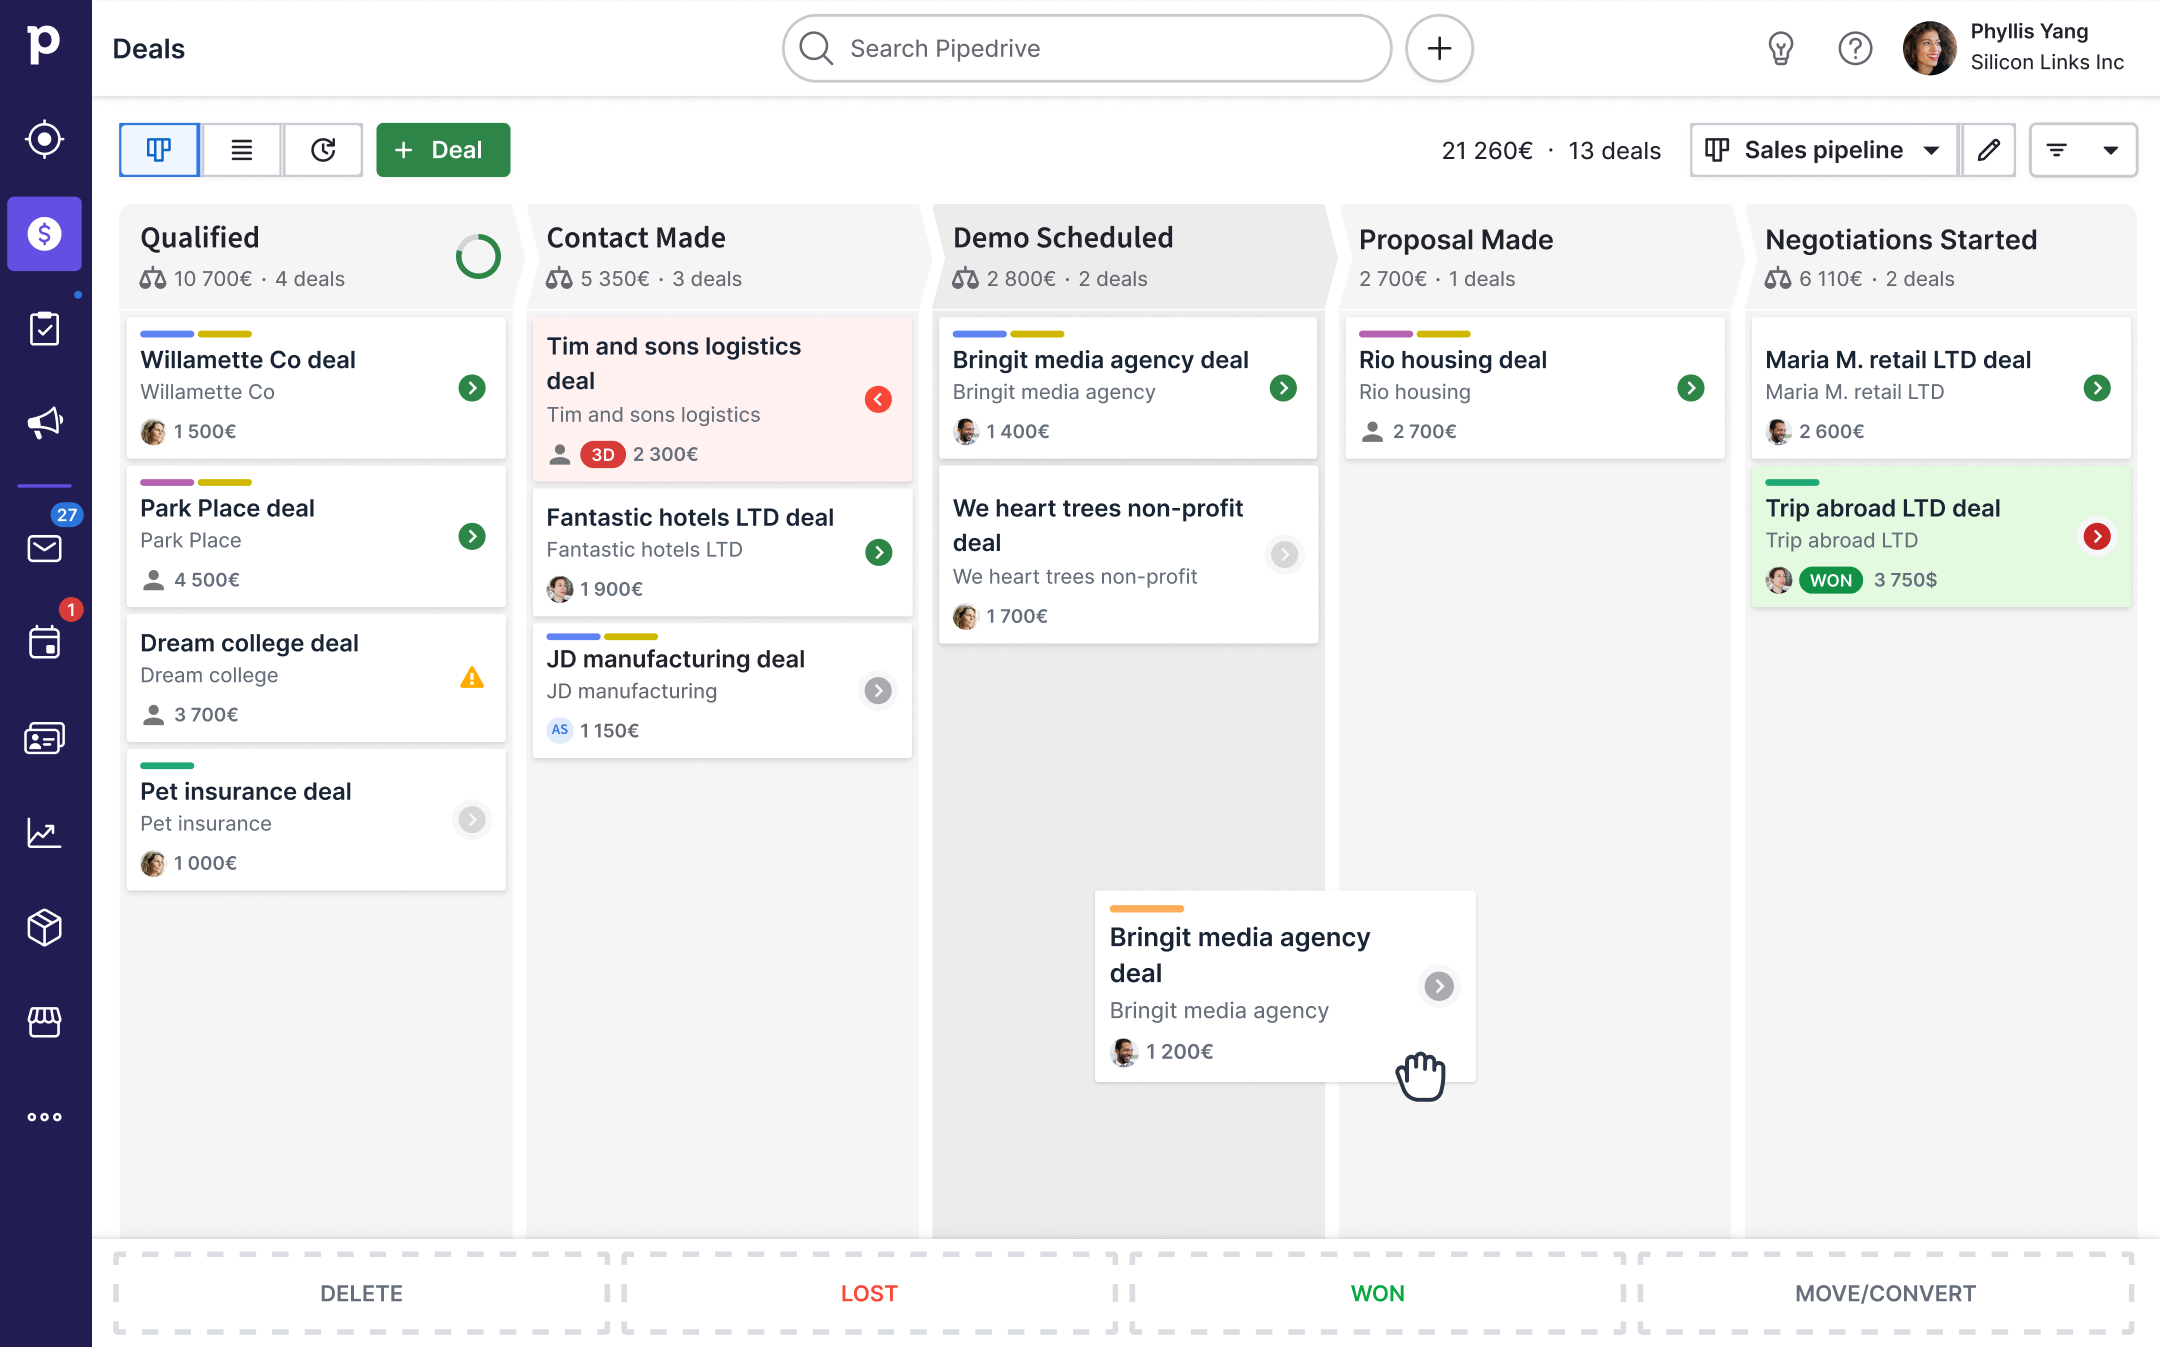 p
Deals
Search Pipedrive
Phyllis Yang
Silicon Links Inc
Deal
21 260€ · 13 deals
Sales pipeline
27
1
Qualified
10 700€ · 4 deals
Willamette Co deal
Willamette Co
1 500€
Park Place deal
Park Place
4 500€
Dream college deal
Dream college
3 700€
Pet insurance deal
Pet insurance
1 000€
Contact Made
5 350€ · 3 deals
Tim and sons logistics
deal
Tim and sons logistics
3D 2 300€
Fantastic hotels LTD deal
Fantastic hotels LTD
1 900€
JD manufacturing deal
JD manufacturing
AS 1 150€
Demo Scheduled
2 800€ · 2 deals
Bringit media agency deal
Bringit media agency
1 400€
We heart trees non-profit
deal
We heart trees non-profit
1 700€
Bringit media agency
deal
Bringit media agency
1 200€
Proposal Made
2 700€ · 1 deals
Rio housing deal
Rio housing
2 700€
Negotiations Started
6 110€ · 2 deals
Maria M. retail LTD deal
Maria M. retail LTD
2 600€
Trip abroad LTD deal
Trip abroad LTD
WON 3 750$
DELETE
LOST
WON
MOVE/CONVERT